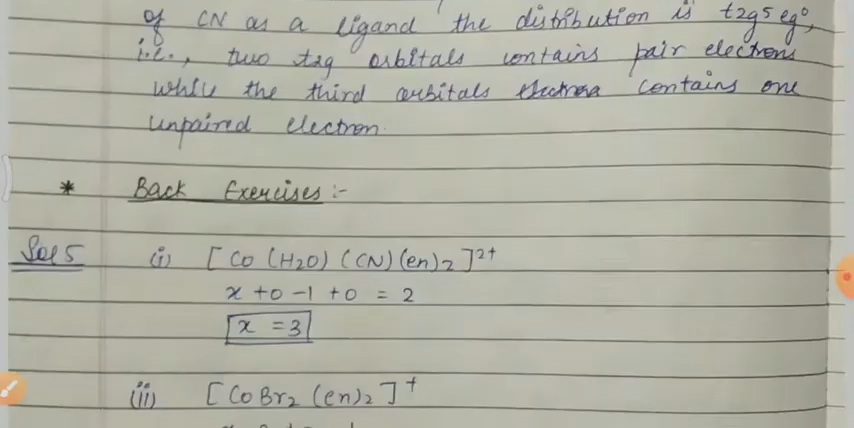 of CN as a ligand the distribution is t2g⁵ eg⁰,
i.e., two t2g orbitals contains pair electrons
while the third orbitals contains one
unpaired electron.
* Back Exercises :-
Sol 5 (i) [CO (H2O) (CN) (en)2]2+
x + 0 - 1 + 0 = 2
x = 3
(ii) [CoBr2 (en)2]+